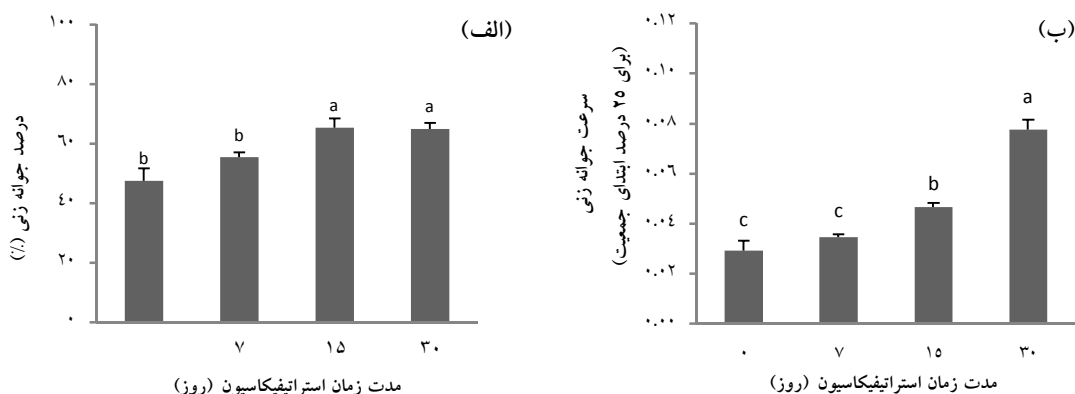 (الف)
درصد جوانه زنی (٪)
۱۰۰
۸۰
۶۰
۴۰
۲۰
۰
b
b
a
a
۷
۱۵
۳۰
مدت زمان استراتیفیکاسیون (روز)
(ب)
سرعت جوانه زنی
(برای ۲۵ درصد ابتدای جمعیت)
۰.۱۲
۰.۱۰
۰.۰۸
۰.۰۶
۰.۰۴
۰.۰۲
۰.۰۰
c
c
b
a
۰
۷
۱۵
۳۰
مدت زمان استراتیفیکاسیون (روز)